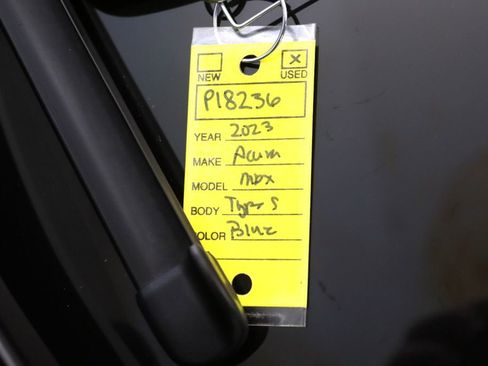 X
NEW USED
P18236
YEAR 2023
MAKE Acura
MODEL MDX
BODY Type S
COLOR Blue